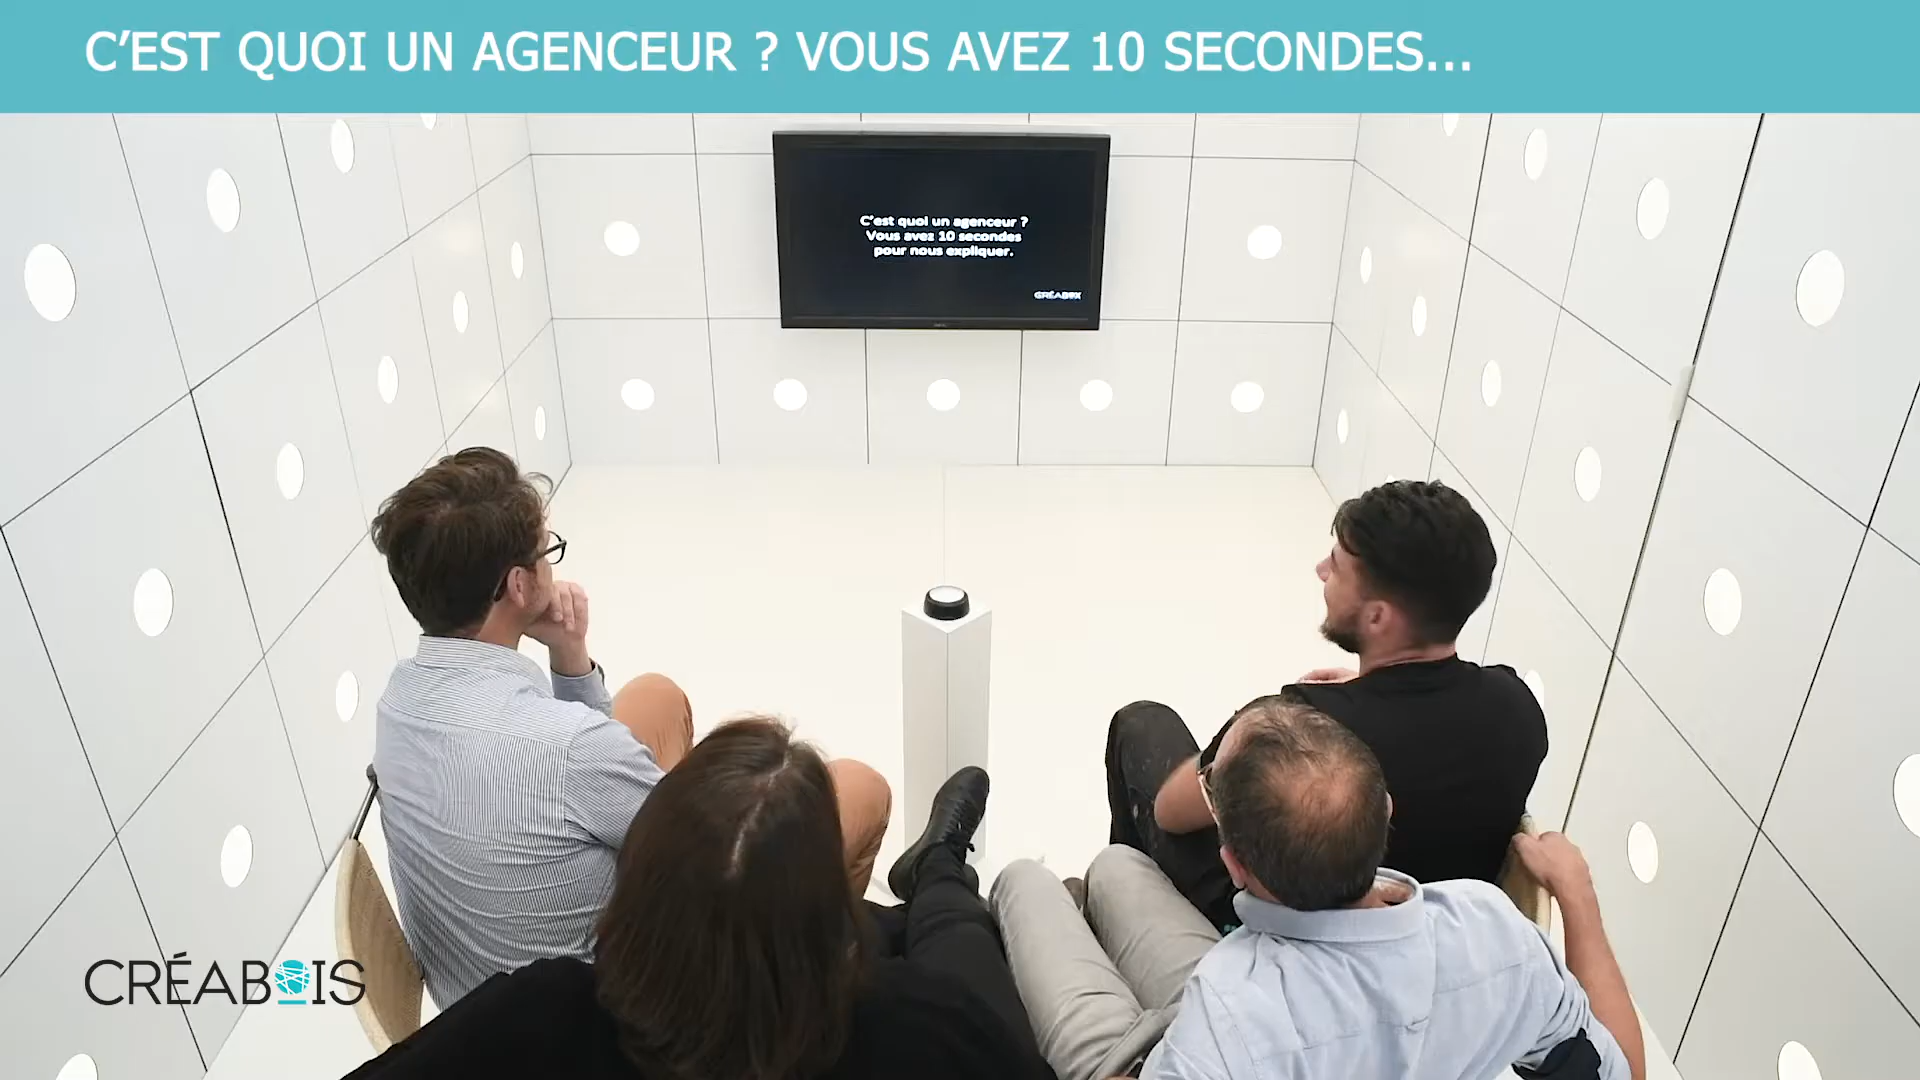 C'EST QUOI UN AGENCEUR ? VOUS AVEZ 10 SECONDES...
C'est quoi un agenceur ?
Vous avez 10 secondes
pour nous expliquer.
CRÉABOX
CRÉABOIS